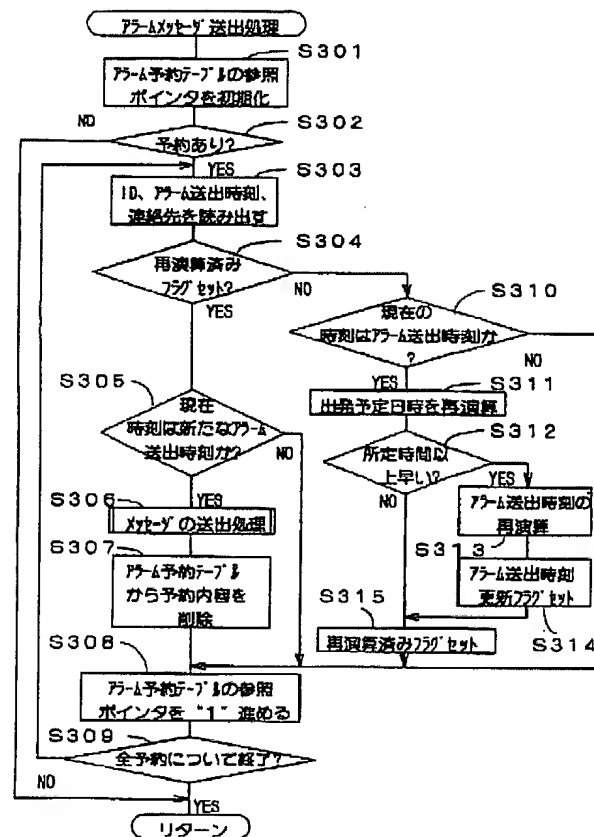 アラームメッセージ送出処理
S301
アラーム予約テーブルの参照
ポインタを初期化
NO
S302
予約あり?
YES
S303
ID、アラーム送出時刻、
連絡先を読み出す
S304
再演算済み
フラグセット?
NO
YES
S310
現在の
時刻はアラーム送出時刻か
?
NO
YES
S311
出発予定日時を再演算
S305
現在
時刻は新たなアラーム
送出時刻か?
NO
YES
S312
所定時間以
上早い?
YES
NO
S306
メッセージの送出処理
アラーム送出時刻の
再演算
S313
S307
アラーム予約テーブル
から予約内容を
削除
アラーム送出時刻
更新フラグセット
S314
S315
再演算済みフラグセット
S308
アラーム予約テーブルの参照
ポインタを "1" 進める
S309
全予約について終了?
NO
YES
リターン